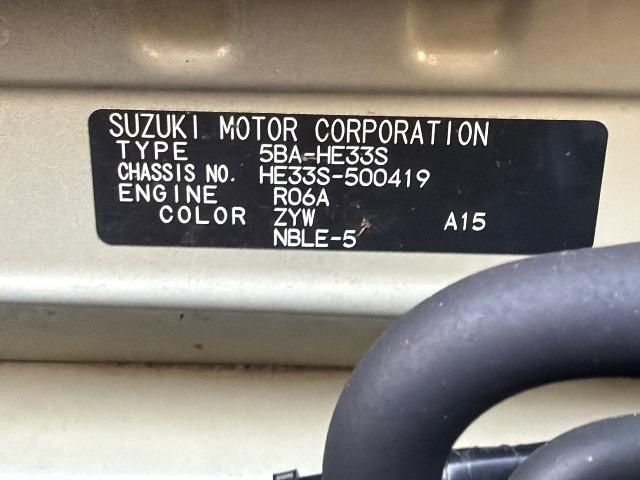 SUZUKI MOTOR CORPORATION
TYPE 5BA-HE33S
CHASSIS NO. HE33S-500419
ENGINE R06A
COLOR ZYW A15
NBLE-5